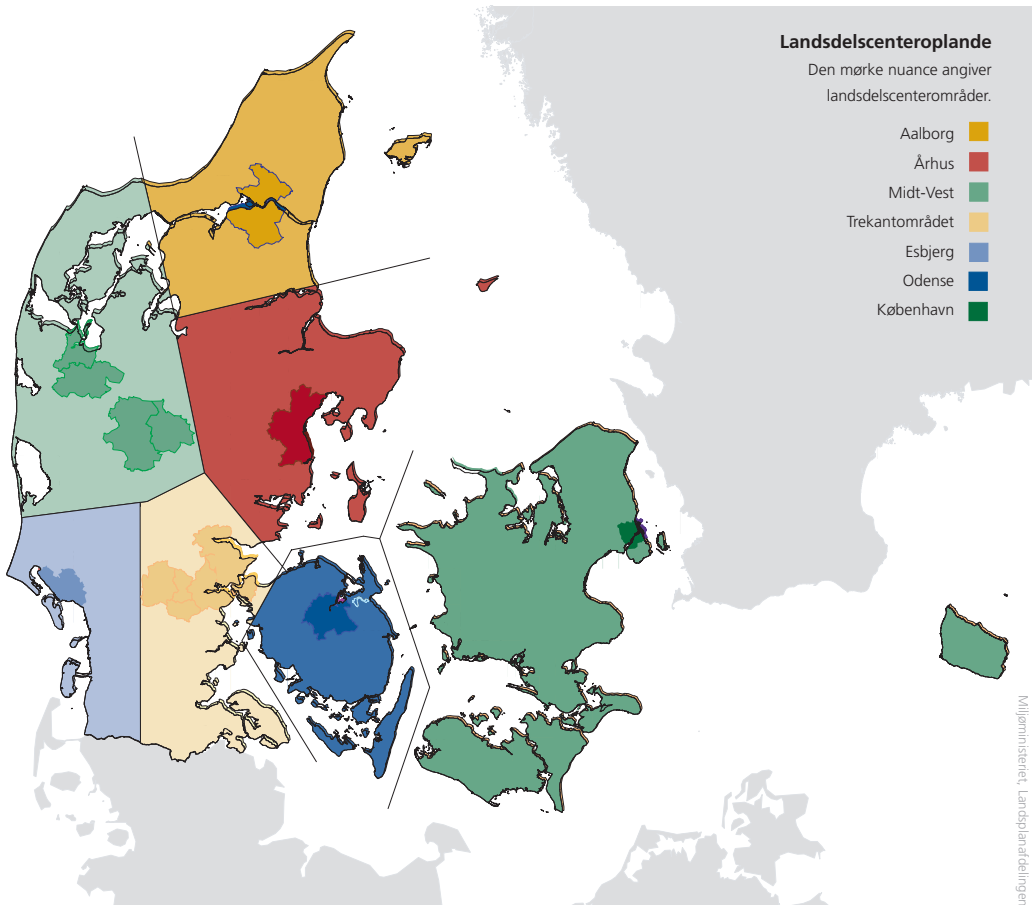 Landsdelscenteroplande
Den mørke nuance angiver
landsdelscenterområder.
Aalborg
Århus
Midt-Vest
Trekantområdet
Esbjerg
Odense
København
Miljøministeriet, Landsplanafdelingen